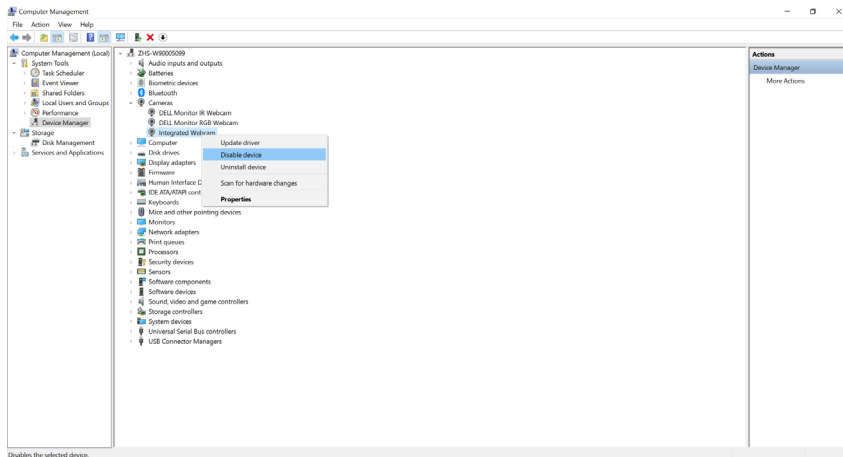 Computer Management
File Action View Help
Computer Management (Local)
System Tools
Task Scheduler
Event Viewer
Shared Folders
Local Users and Groups
Performance
Device Manager
Storage
Disk Management
Services and Applications
ZHS-W90005099
Audio inputs and outputs
Batteries
Biometric devices
Bluetooth
Cameras
DELL Monitor IR Webcam
DELL Monitor RGB Webcam
Integrated Webcam
Computer
Disk drives
Display adapters
Firmware
Human Interface D
IDE ATA/ATAPI cont
Keyboards
Mice and other pointing devices
Monitors
Network adapters
Print queues
Processors
Security devices
Sensors
Software components
Software devices
Sound, video and game controllers
Storage controllers
System devices
Universal Serial Bus controllers
USB Connector Managers
Update driver
Disable device
Uninstall device
Scan for hardware changes
Properties
Actions
Device Manager
More Actions
Disables the selected device.